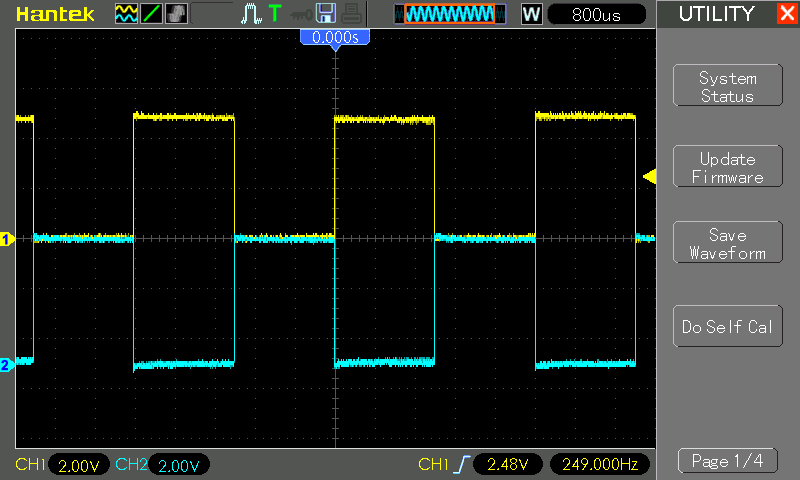 Hantek
T
W
800us
UTILITY
0.000s
System
Status
Update
Firmware
Save
Waveform
Do Self Cal
1
2
CH1 2.00V CH2 2.00V CH1 2.48V 249.000Hz
Page 1/4